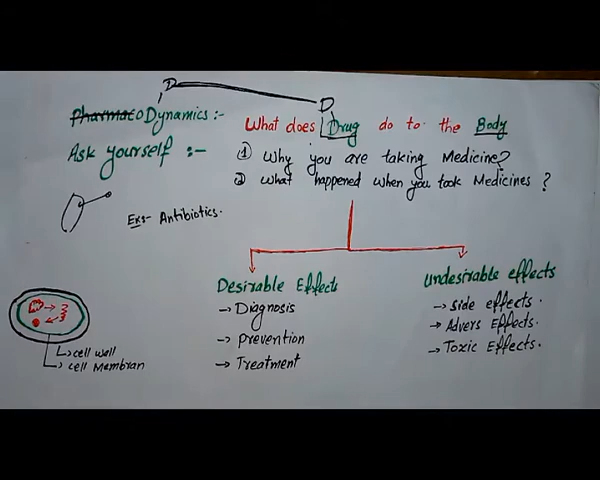 D D
PharmacoDynamics :- What does Drug do to the Body
Ask yourself :- ① Why you are taking Medicine?
② What happened when you took Medicines ?
Exs- Antibiotics.
Desirable Effects
→ Diagnosis
→ Prevention
→ Treatment
Undesirable effects
→ Side effects.
→ Advers Effects.
→ Toxic Effects.
→ cell wall
→ cell Membran